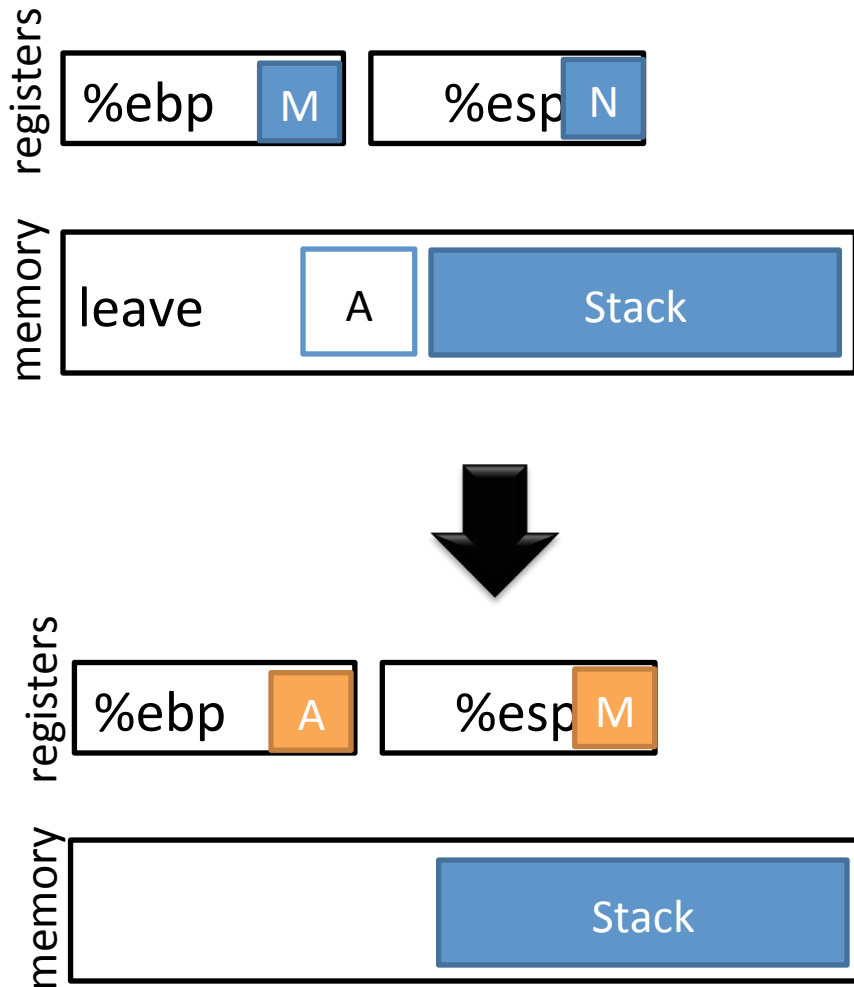 registers
%ebp M %esp N
memory
leave A Stack
registers
%ebp A %esp M
memory
Stack